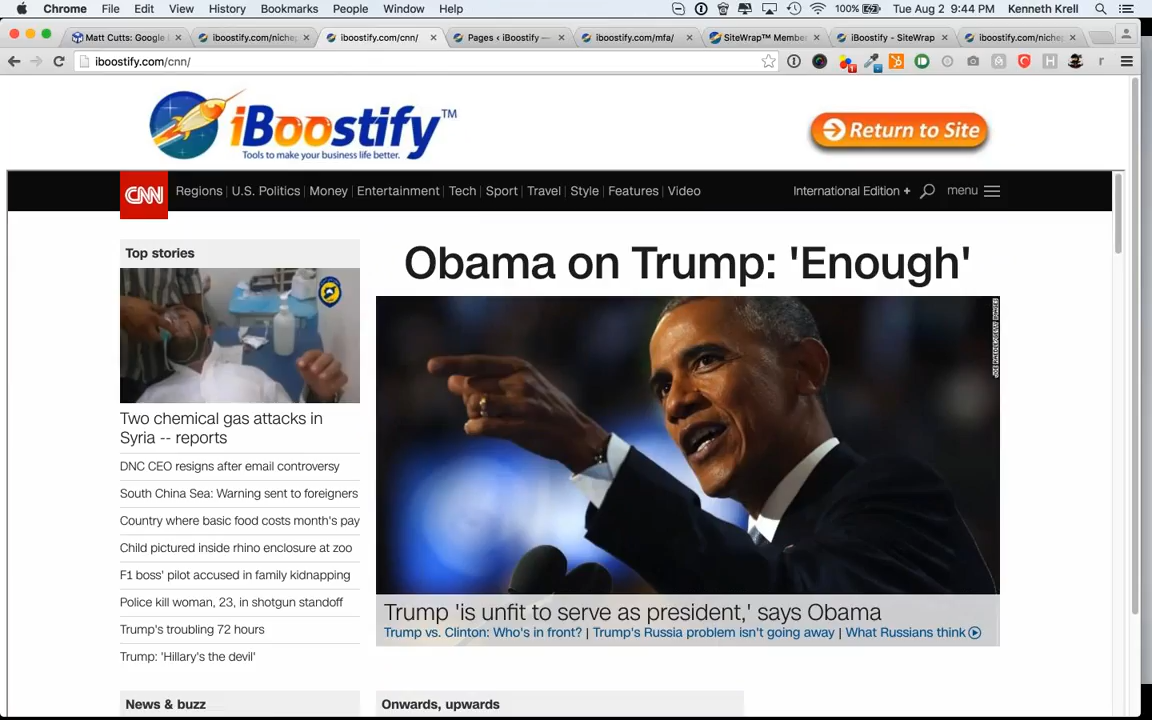 Chrome File Edit View History Bookmarks People Window Help 100% Tue Aug 2 9:44 PM Kenneth Krell
Matt Cutts: Google iboostify.com/niche iboostify.com/cnn/ Pages ‹ iBoostify — iboostify.com/mfa/ SiteWrap™ Membe iBoostify - SiteWrap iboostify.com/niche
iboostify.com/cnn/
iBoostify™
Tools to make your business life better.
Return to Site
CNN Regions U.S. Politics Money Entertainment Tech Sport Travel Style Features Video International Edition + menu
Top stories
Obama on Trump: 'Enough'
Two chemical gas attacks in
Syria -- reports
DNC CEO resigns after email controversy
South China Sea: Warning sent to foreigners
Country where basic food costs month's pay
Child pictured inside rhino enclosure at zoo
F1 boss' pilot accused in family kidnapping
Police kill woman, 23, in shotgun standoff
Trump's troubling 72 hours
Trump: 'Hillary's the devil'
Trump 'is unfit to serve as president,' says Obama
Trump vs. Clinton: Who's in front? | Trump's Russia problem isn't going away | What Russians think
News & buzz
Onwards, upwards